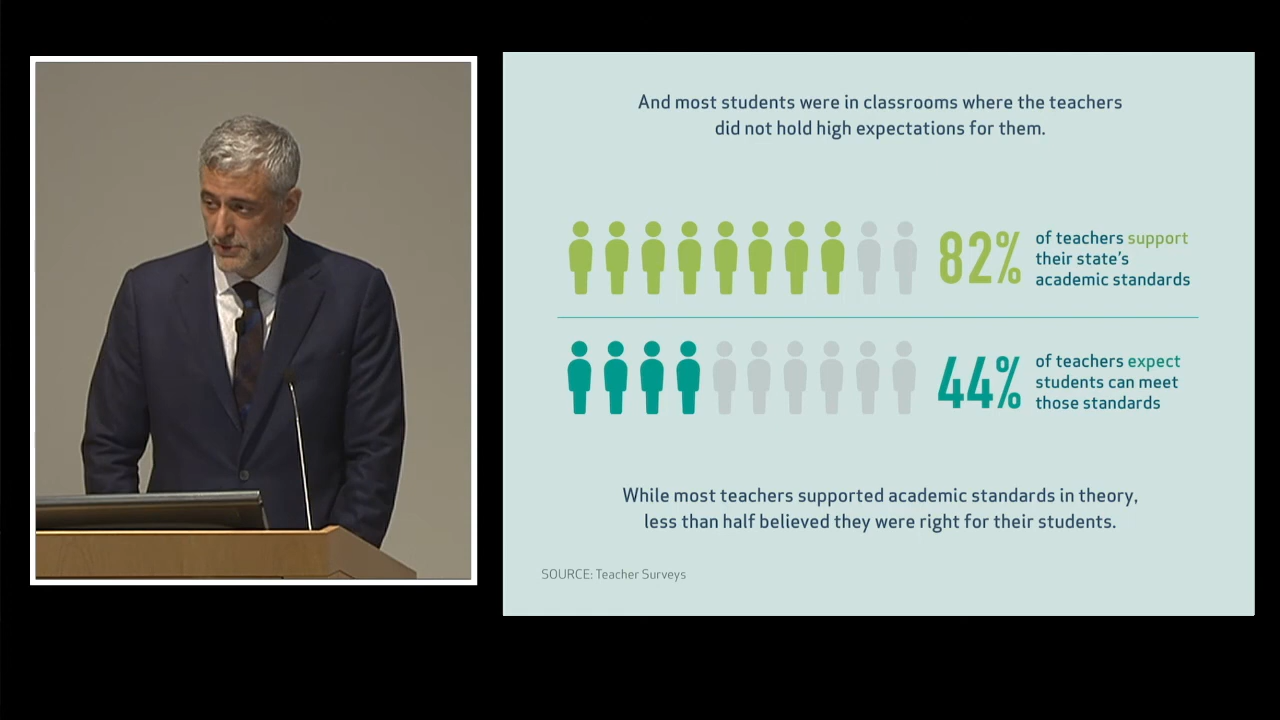 And most students were in classrooms where the teachers
did not hold high expectations for them.
82%
of teachers support
their state's
academic standards
44%
of teachers expect
students can meet
those standards
While most teachers supported academic standards in theory,
less than half believed they were right for their students.
SOURCE: Teacher Surveys